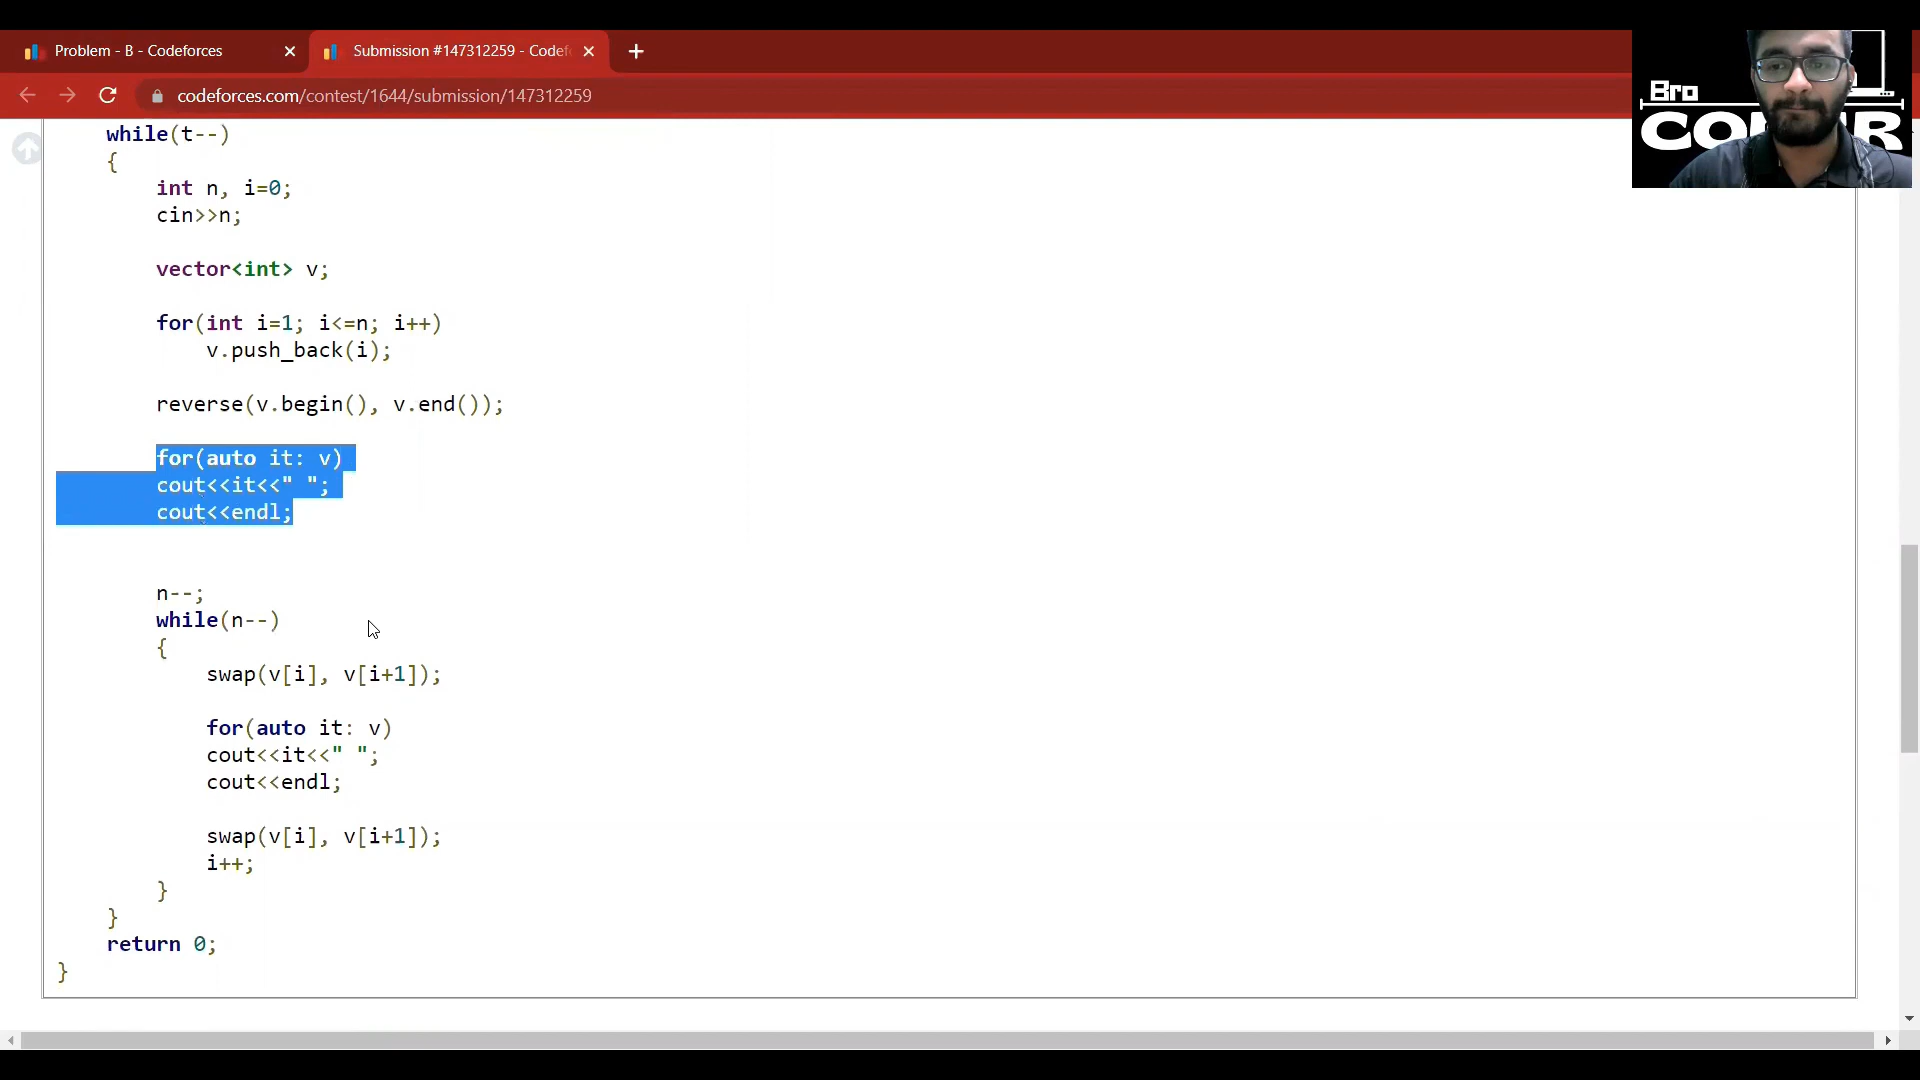 Problem - B - Codeforces
Submission #147312259 - Codef
codeforces.com/contest/1644/submission/147312259
Bro
while(t--)
{
int n, i=0;
cin>>n;
vector<int> v;
for(int i=1; i<=n; i++)
v.push_back(i);
reverse(v.begin(), v.end());
for(auto it: v)
cout<<it<<" ";
cout<<endl;
n--;
while(n--)
{
swap(v[i], v[i+1]);
for(auto it: v)
cout<<it<<" ";
cout<<endl;
swap(v[i], v[i+1]);
i++;
}
}
return 0;
}